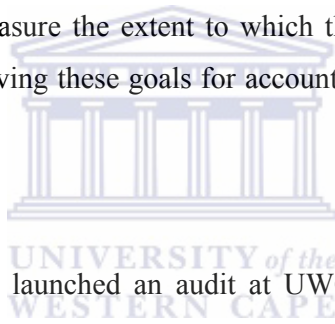 asure the extent to which th
ving these goals for account
UNIVERSITY of the
launched an audit at UW
WESTERN CAPE